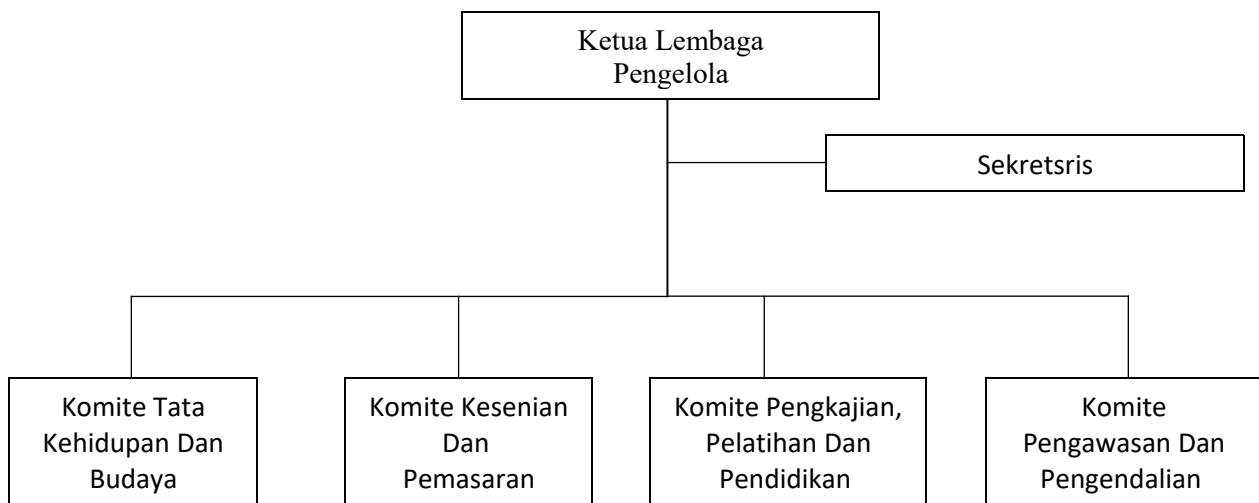 Ketua Lembaga
Pengelola
Sekretsris
Komite Tata
Kehidupan Dan
Budaya
Komite Kesenian
Dan
Pemasaran
Komite Pengkajian,
Pelatihan Dan
Pendidikan
Komite
Pengawasan Dan
Pengendalian